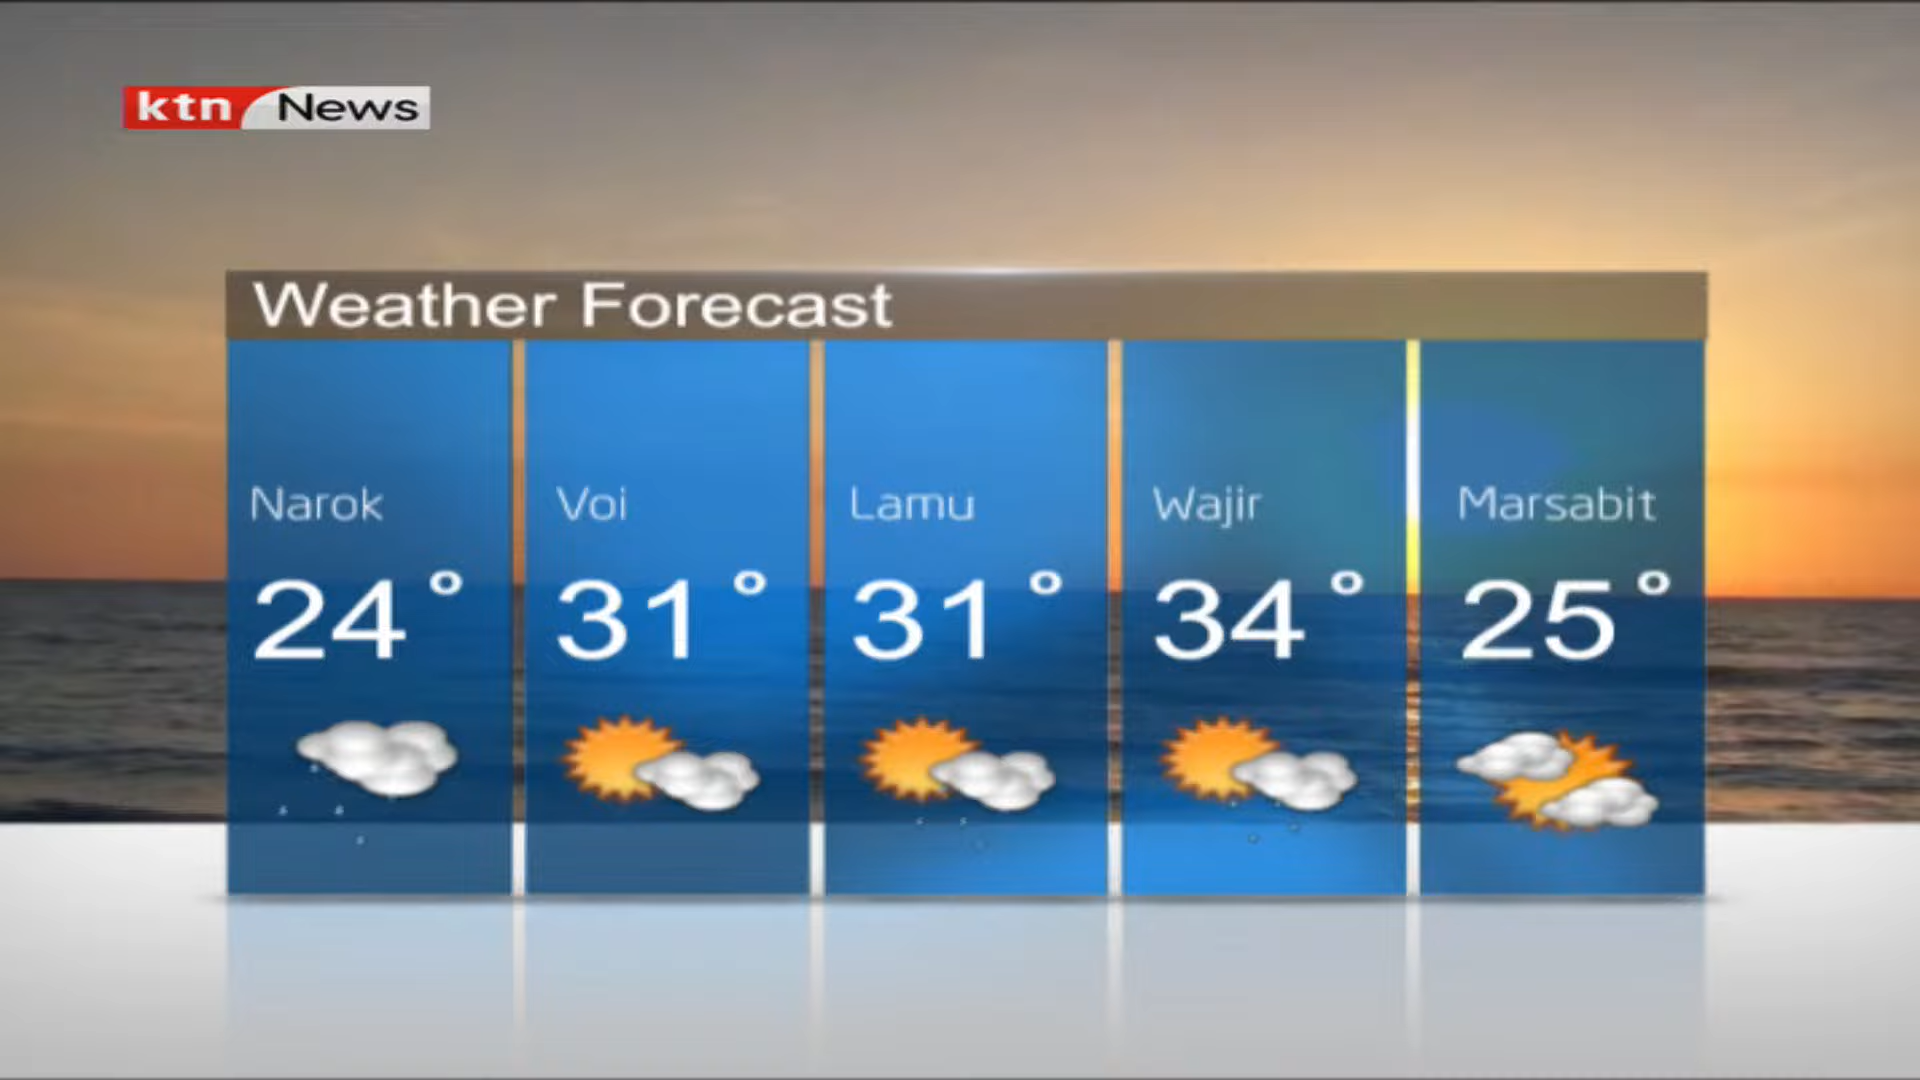 ktn News
Weather Forecast
Narok
Voi
Lamu
Wajir
Marsabit
24°
31°
31°
34°
25°